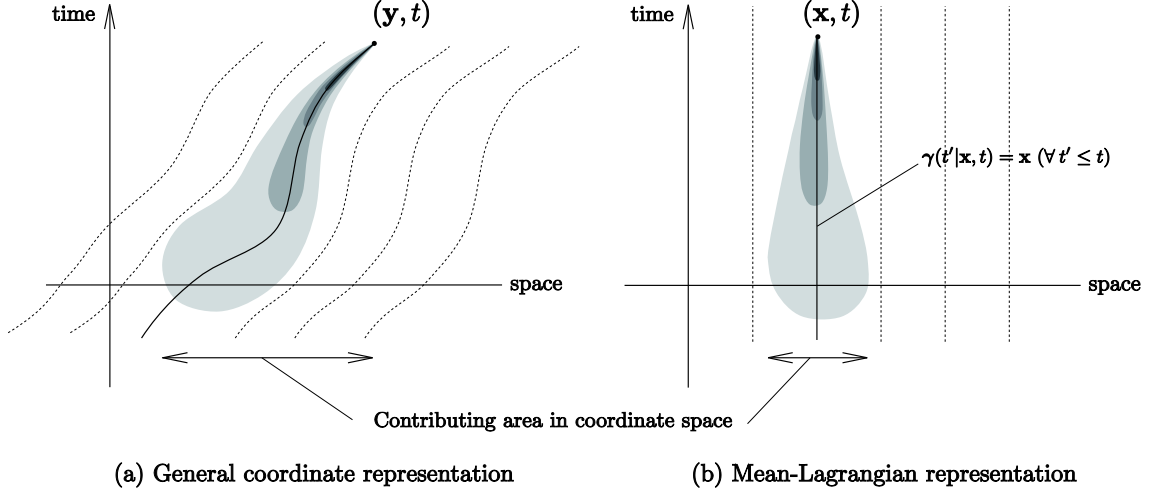 time
(𝐲, t)
space
time
(𝐱, t)
γ(t′|𝐱, t) = 𝐱 (∀ t′ ≤ t)
space
Contributing area in coordinate space
(a) General coordinate representation
(b) Mean-Lagrangian representation